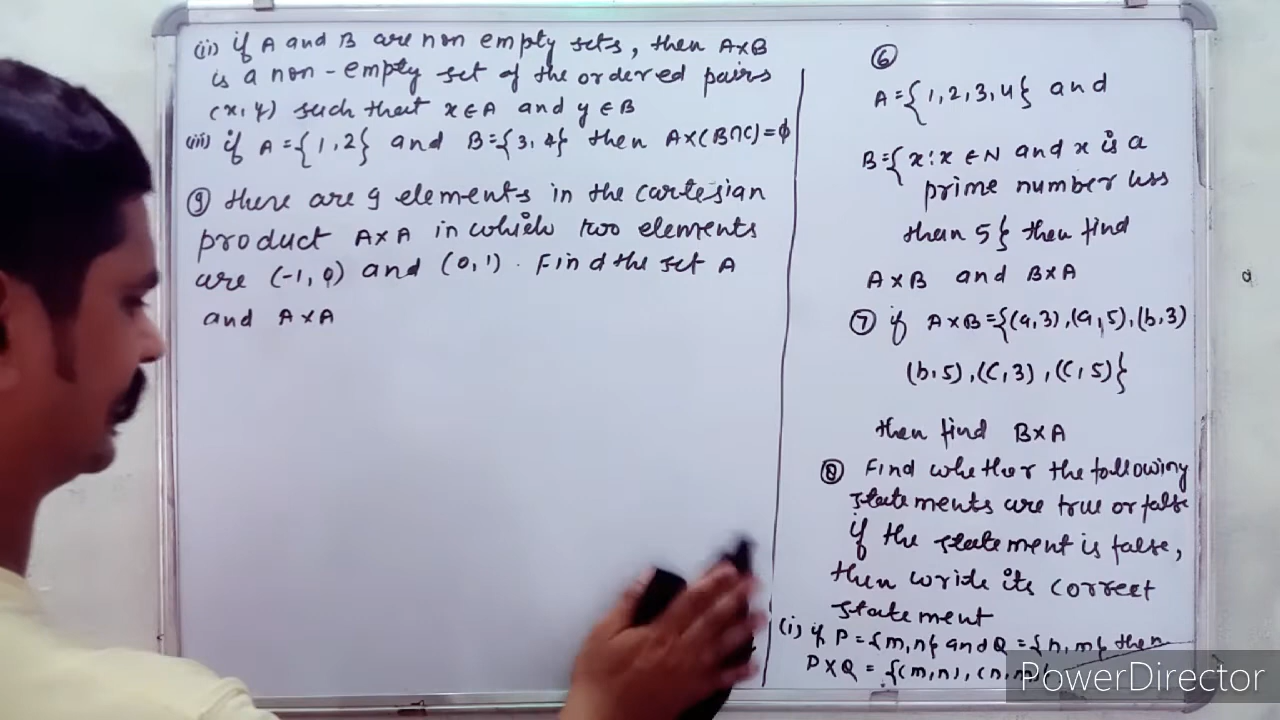 (ii) if A and B are non empty sets, then A×B
is a non-empty set of the ordered pairs
(x,y) such that x∈A and y∈B
(iii) if A={1,2} and B={3,4} then A×(B∩C)=ϕ
⑨ there are 9 elements in the cartesian
product A×A in which two elements
are (-1,0) and (0,1). Find the set A
and A×A
⑥
A={1,2,3,4} and
B={x:x∈N and x is a
prime number less
than 5} then find
A×B and B×A
⑦ if A×B={(a,3),(a,5),(b,3)
(b,5),(c,3),(c,5)}
then find B×A
⑧ Find whether the following
statements are true or false
if the statement is false,
then write its correct
statement
(i) if P={m,n} and Q={n,m} then
P×Q={(m,n),(n,m)
PowerDirector